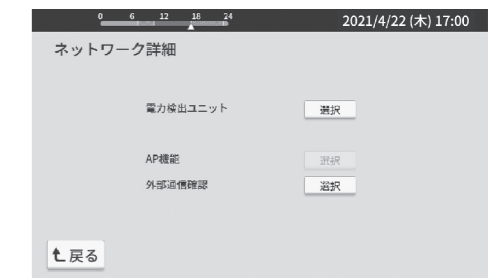 0 6 12 18 24
2021/4/22 (木) 17:00
ネットワーク詳細
電力検出ユニット 選択
AP機能 選択
外部通信確認 選択
戻る